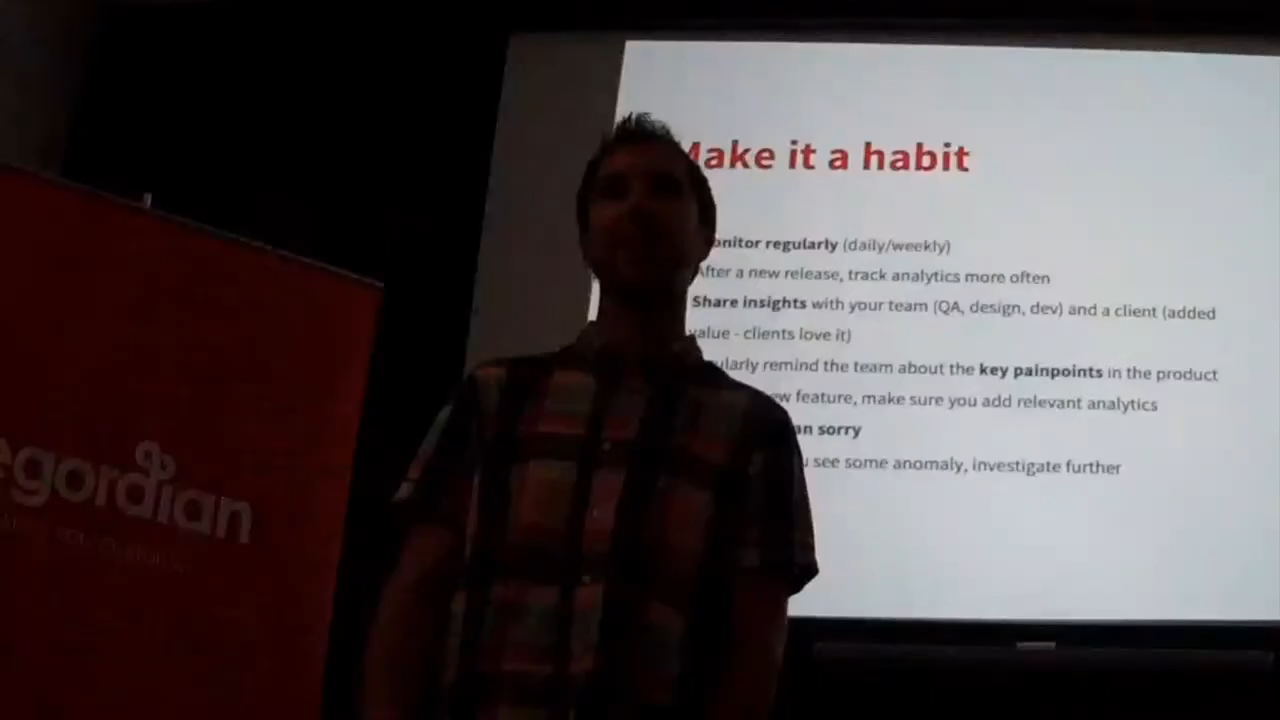 Make it a habit
onitor regularly (daily/weekly)
After a new release, track analytics more often
Share insights with your team (QA, design, dev) and a client (added
value - clients love it)
ularly remind the team about the key painpoints in the product
ew feature, make sure you add relevant analytics
an sorry
u see some anomaly, investigate further
egordian